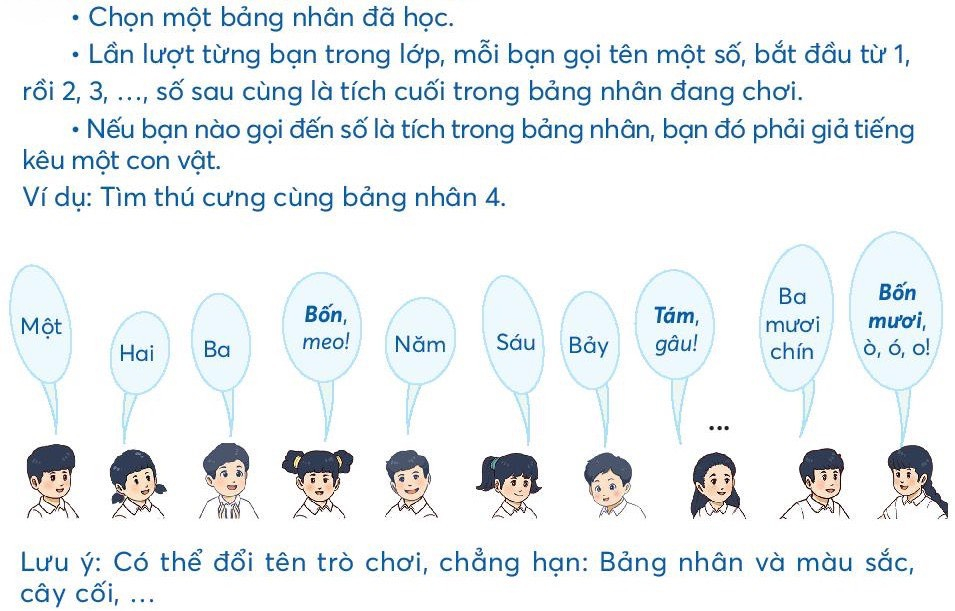 • Chọn một bảng nhân đã học.
• Lần lượt từng bạn trong lớp, mỗi bạn gọi tên một số, bắt đầu từ 1,
rồi 2, 3, ..., số sau cùng là tích cuối trong bảng nhân đang chơi.
• Nếu bạn nào gọi đến số là tích trong bảng nhân, bạn đó phải giả tiếng
kêu một con vật.
Ví dụ: Tìm thú cưng cùng bảng nhân 4.
Một
Hai
Ba
Bốn,
meo!
Năm
Sáu
Bảy
Tám,
gâu!
...
Ba
mươi
chín
Bốn
mươi,
ò, ó, o!
Lưu ý: Có thể đổi tên trò chơi, chẳng hạn: Bảng nhân và màu sắc,
cây cối, ...